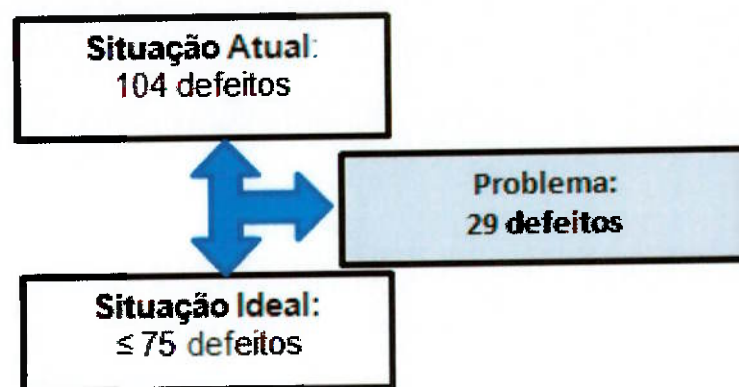 Situação Atual:
104 defeitos
Problema:
29 defeitos
Situação Ideal:
≤ 75 defeitos